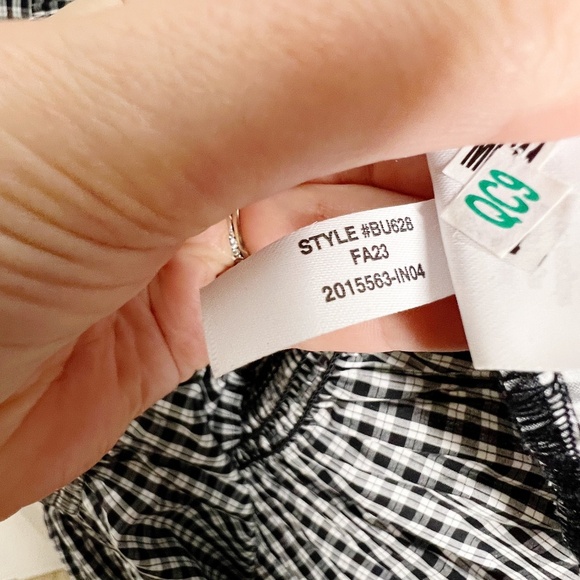 STYLE #BU628
FA23
2015563-IN04
QC9